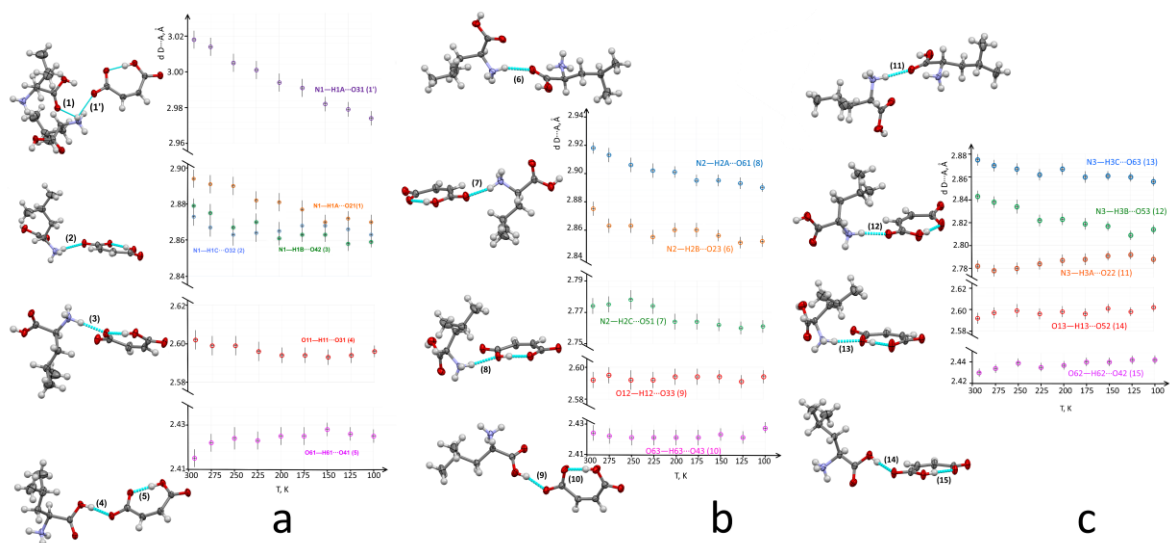 d D···A, Å
3.02
3.00
2.98
2.96
N1—H1A···O31 (1')
(1)
(1')
2.90
2.88
2.86
2.84
N1—H1A···O21(1)
N1—H1C···O32 (2)
N1—H1B···O42 (3)
(2)
2.62
2.60
2.58
O11—H11···O31 (4)
(3)
2.43
2.41
O61—H61···O41 (5)
(4)
(5)
293 275 250 225 200 175 150 125 100
T, K
a
(6)
d D···A, Å
2.94
2.92
2.90
2.88
2.86
2.84
N2—H2A···O61 (8)
N2—H2B···O23 (6)
(7)
2.79
2.77
2.75
N2—H2C···O51 (7)
(8)
2.60
2.58
O12—H12···O33 (9)
2.43
2.41
O63—H63···O43 (10)
(9)
(10)
300 275 250 225 200 175 150 125 100
T, K
b
(11)
d D···A, Å
2.88
2.86
2.84
2.82
2.80
2.78
N3—H3C···O63 (13)
N3—H3B···O53 (12)
N3—H3A···O22 (11)
(12)
2.60
2.58
O13—H13···O52 (14)
(13)
2.44
2.42
O62—H62···O42 (15)
300 275 250 225 200 175 150 125 100
T, K
(14)
(15)
c